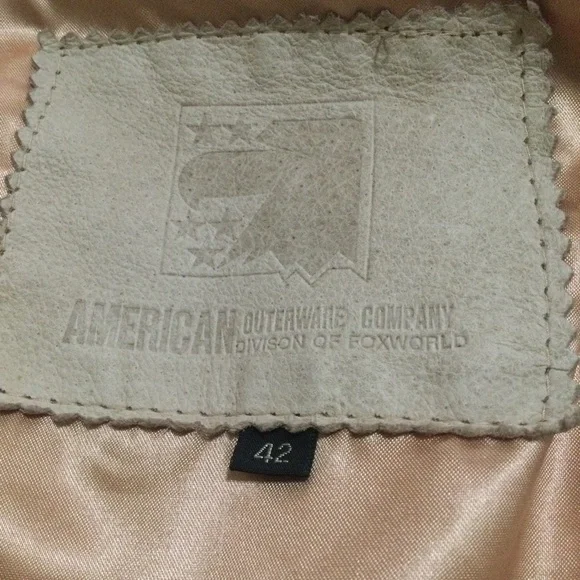 AMERICAN OUTERWARE COMPANY
DIVISON OF FOXWORLD
42